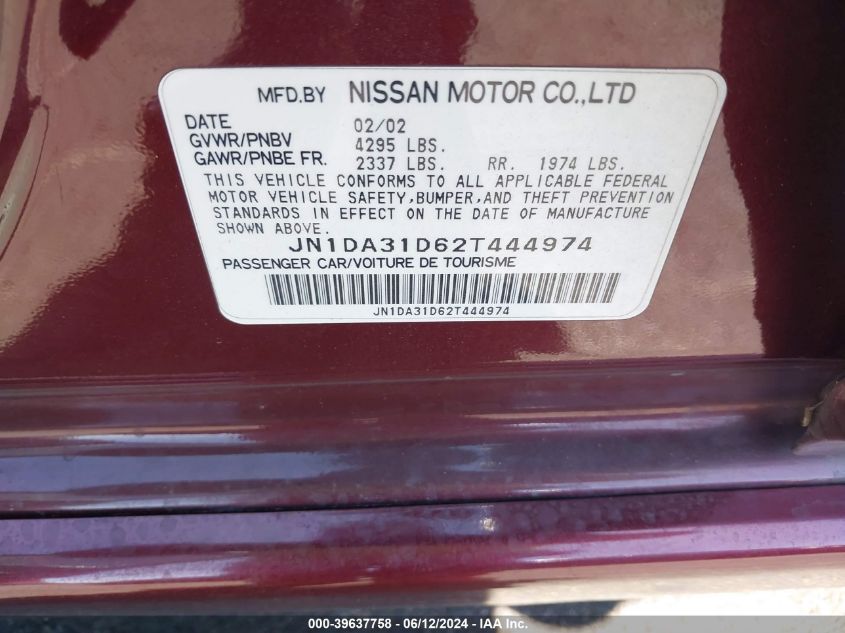 MFD.BY NISSAN MOTOR CO.,LTD
DATE 02/02
GVWR/PNBV 4295 LBS.
GAWR/PNBE FR. 2337 LBS. RR. 1974 LBS.
THIS VEHICLE CONFORMS TO ALL APPLICABLE FEDERAL
MOTOR VEHICLE SAFETY,BUMPER,AND THEFT PREVENTION
STANDARDS IN EFFECT ON THE DATE OF MANUFACTURE
SHOWN ABOVE.
JN1DA31D62T444974
PASSENGER CAR/VOITURE DE TOURISME
JN1DA31D62T444974
000-39637758 - 06/12/2024 - IAA Inc.